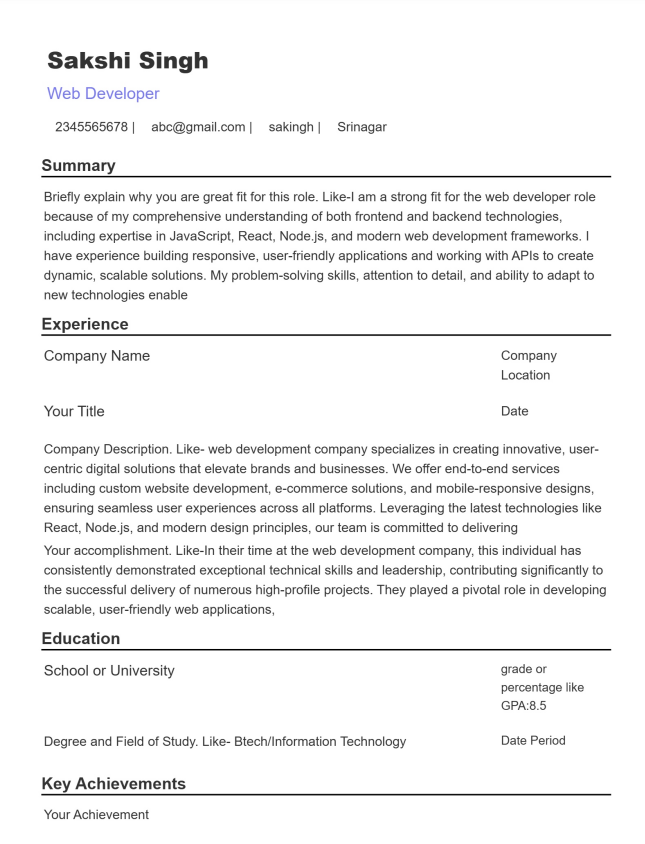 Sakshi Singh
Web Developer
2345565678 | abc@gmail.com | sakingh | Srinagar
Summary
Briefly explain why you are great fit for this role. Like-I am a strong fit for the web developer role
because of my comprehensive understanding of both frontend and backend technologies,
including expertise in JavaScript, React, Node.js, and modern web development frameworks. I
have experience building responsive, user-friendly applications and working with APIs to create
dynamic, scalable solutions. My problem-solving skills, attention to detail, and ability to adapt to
new technologies enable
Experience
Company Name
Company
Location
Your Title
Date
Company Description. Like- web development company specializes in creating innovative, user-
centric digital solutions that elevate brands and businesses. We offer end-to-end services
including custom website development, e-commerce solutions, and mobile-responsive designs,
ensuring seamless user experiences across all platforms. Leveraging the latest technologies like
React, Node.js, and modern design principles, our team is committed to delivering
Your accomplishment. Like-In their time at the web development company, this individual has
consistently demonstrated exceptional technical skills and leadership, contributing significantly to
the successful delivery of numerous high-profile projects. They played a pivotal role in developing
scalable, user-friendly web applications,
Education
School or University
grade or
percentage like
GPA:8.5
Degree and Field of Study. Like- Btech/Information Technology
Date Period
Key Achievements
Your Achievement